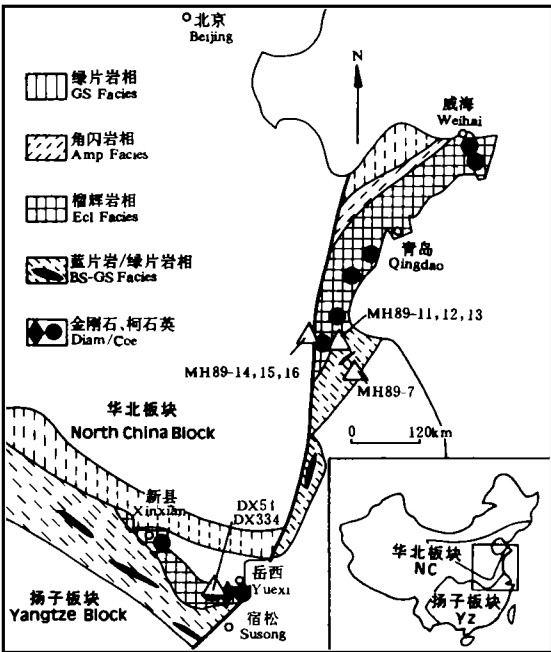 北京
Beijing
N
绿片岩相
GS Facies
威海
Weihai
角闪岩相
Amp Facies
榴辉岩相
Ecl Facies
青岛
Qingdao
蓝片岩/绿片岩相
BS-GS Facies
金刚石、柯石英
Diam/Coe
MH89-11, 12, 13
MH89-14, 15, 16
MH89-7
华北板块
North China Block
0 120km
新县
Xinxian
DX51
DX334
岳西
Yuexi
扬子板块
Yangtze Block
宿松
Susong
华北板块
NC
扬子板块
YZ